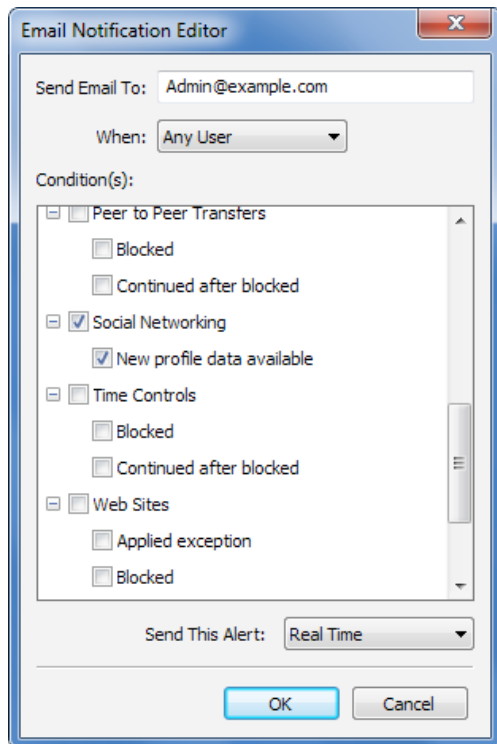 Email Notification Editor
Send Email To: Admin@example.com
When: Any User
Condition(s):
Peer to Peer Transfers
Blocked
Continued after blocked
Social Networking
New profile data available
Time Controls
Blocked
Continued after blocked
Web Sites
Applied exception
Blocked
Send This Alert: Real Time
OK Cancel